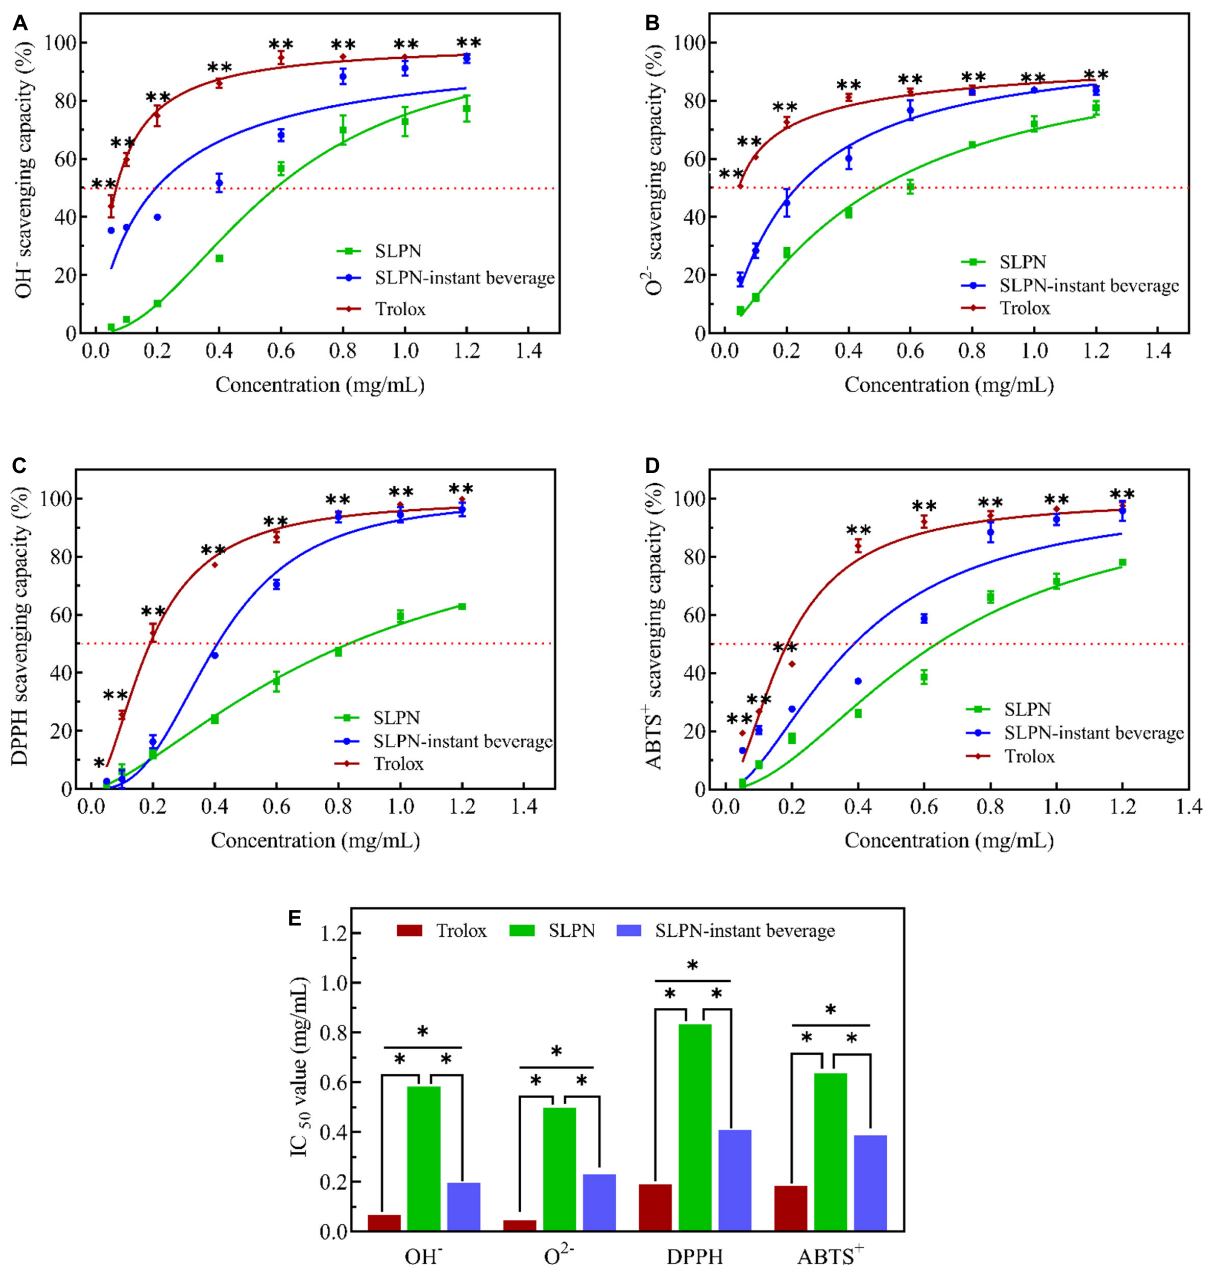 A
OH⁻ scavenging capacity (%)
100
80
60
40
20
0
** ** ** ** ** ** ** **
SLPN
SLPN-instant beverage
Trolox
0.0 0.2 0.4 0.6 0.8 1.0 1.2 1.4
Concentration (mg/mL)
B
O²⁻ scavenging capacity (%)
100
80
60
40
20
0
** ** ** ** ** ** ** **
SLPN
SLPN-instant beverage
Trolox
0.0 0.2 0.4 0.6 0.8 1.0 1.2 1.4
Concentration (mg/mL)
C
DPPH scavenging capacity (%)
100
80
60
40
20
0
* ** ** ** ** ** ** **
SLPN
SLPN-instant beverage
Trolox
0.0 0.2 0.4 0.6 0.8 1.0 1.2 1.4
Concentration (mg/mL)
D
ABTS⁺ scavenging capacity (%)
100
80
60
40
20
0
** ** ** ** ** ** ** **
SLPN
SLPN-instant beverage
Trolox
0.0 0.2 0.4 0.6 0.8 1.0 1.2 1.4
Concentration (mg/mL)
E
IC ₅₀ value (mg/mL)
Trolox SLPN SLPN-instant beverage
1.2
1.0
0.8
0.6
0.4
0.2
0.0
* * *
* * *
* * *
* * *
OH⁻ O²⁻ DPPH ABTS⁺